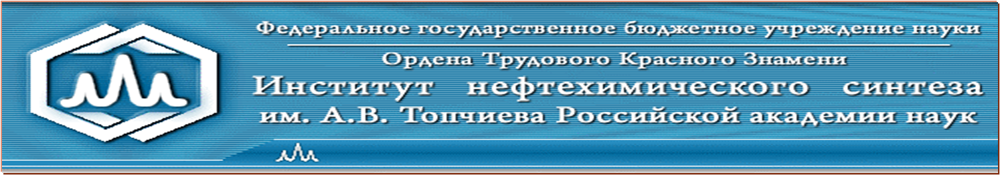 Федеральное государственное бюджетное учреждение науки
Ордена Трудового Красного Знамени
Институт нефтехимического синтеза
им. А.В. Топчиева Российской академии наук